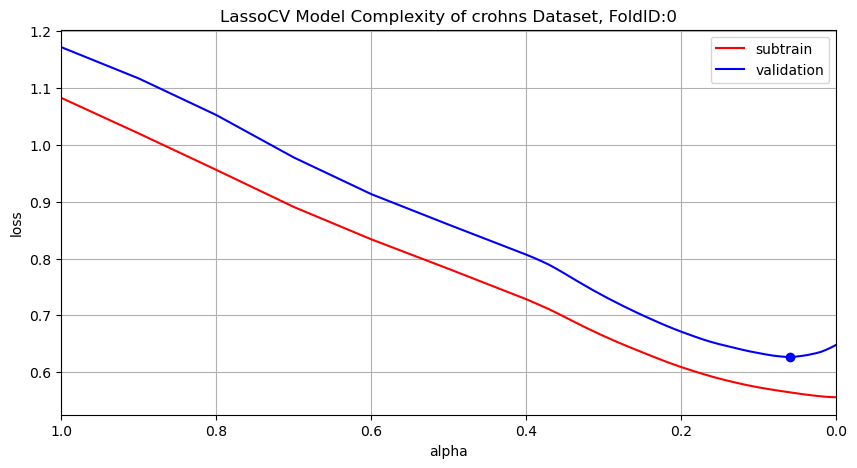 LassoCV Model Complexity of crohns Dataset, FoldID:0
subtrain
validation
1.2
1.1
1.0
0.9
0.8
0.7
0.6
loss
1.0 0.8 0.6 0.4 0.2 0.0
alpha